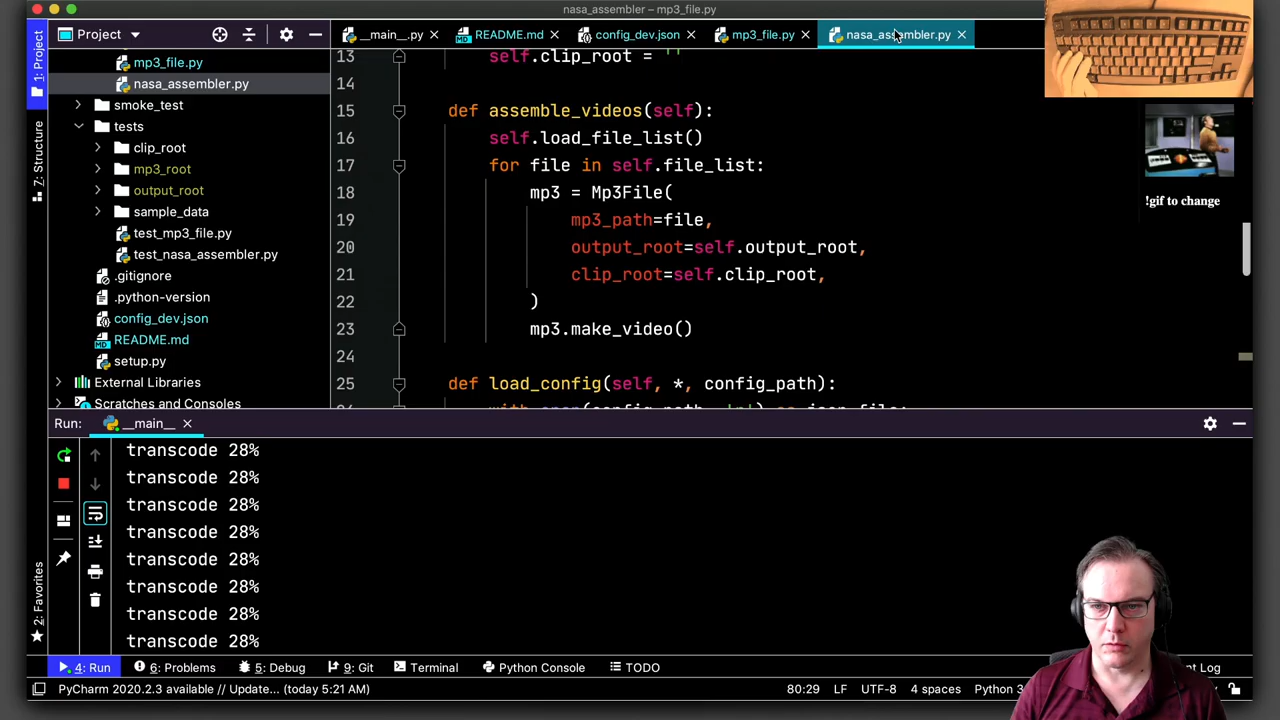 nasa_assembler – mp3_file.py
Project
__main__.py
README.md
config_dev.json
mp3_file.py
nasa_assembler.py
1: Project
7: Structure
2: Favorites
mp3_file.py
nasa_assembler.py
smoke_test
tests
clip_root
mp3_root
output_root
sample_data
test_mp3_file.py
test_nasa_assembler.py
.gitignore
.python-version
config_dev.json
README.md
setup.py
External Libraries
Scratches and Consoles
13 self.clip_root = ''
14
15 def assemble_videos(self):
16 self.load_file_list()
17 for file in self.file_list:
18 mp3 = Mp3File(
19 mp3_path=file,
20 output_root=self.output_root,
21 clip_root=self.clip_root,
22 )
23 mp3.make_video()
24
25 def load_config(self, *, config_path):
!gif to change
Run: __main__
transcode 28%
transcode 28%
transcode 28%
transcode 28%
transcode 28%
transcode 28%
transcode 28%
transcode 28%
4: Run
6: Problems
5: Debug
9: Git
Terminal
Python Console
TODO
nt Log
PyCharm 2020.2.3 available // Update... (today 5:21 AM)
80:29 LF UTF-8 4 spaces Python 3